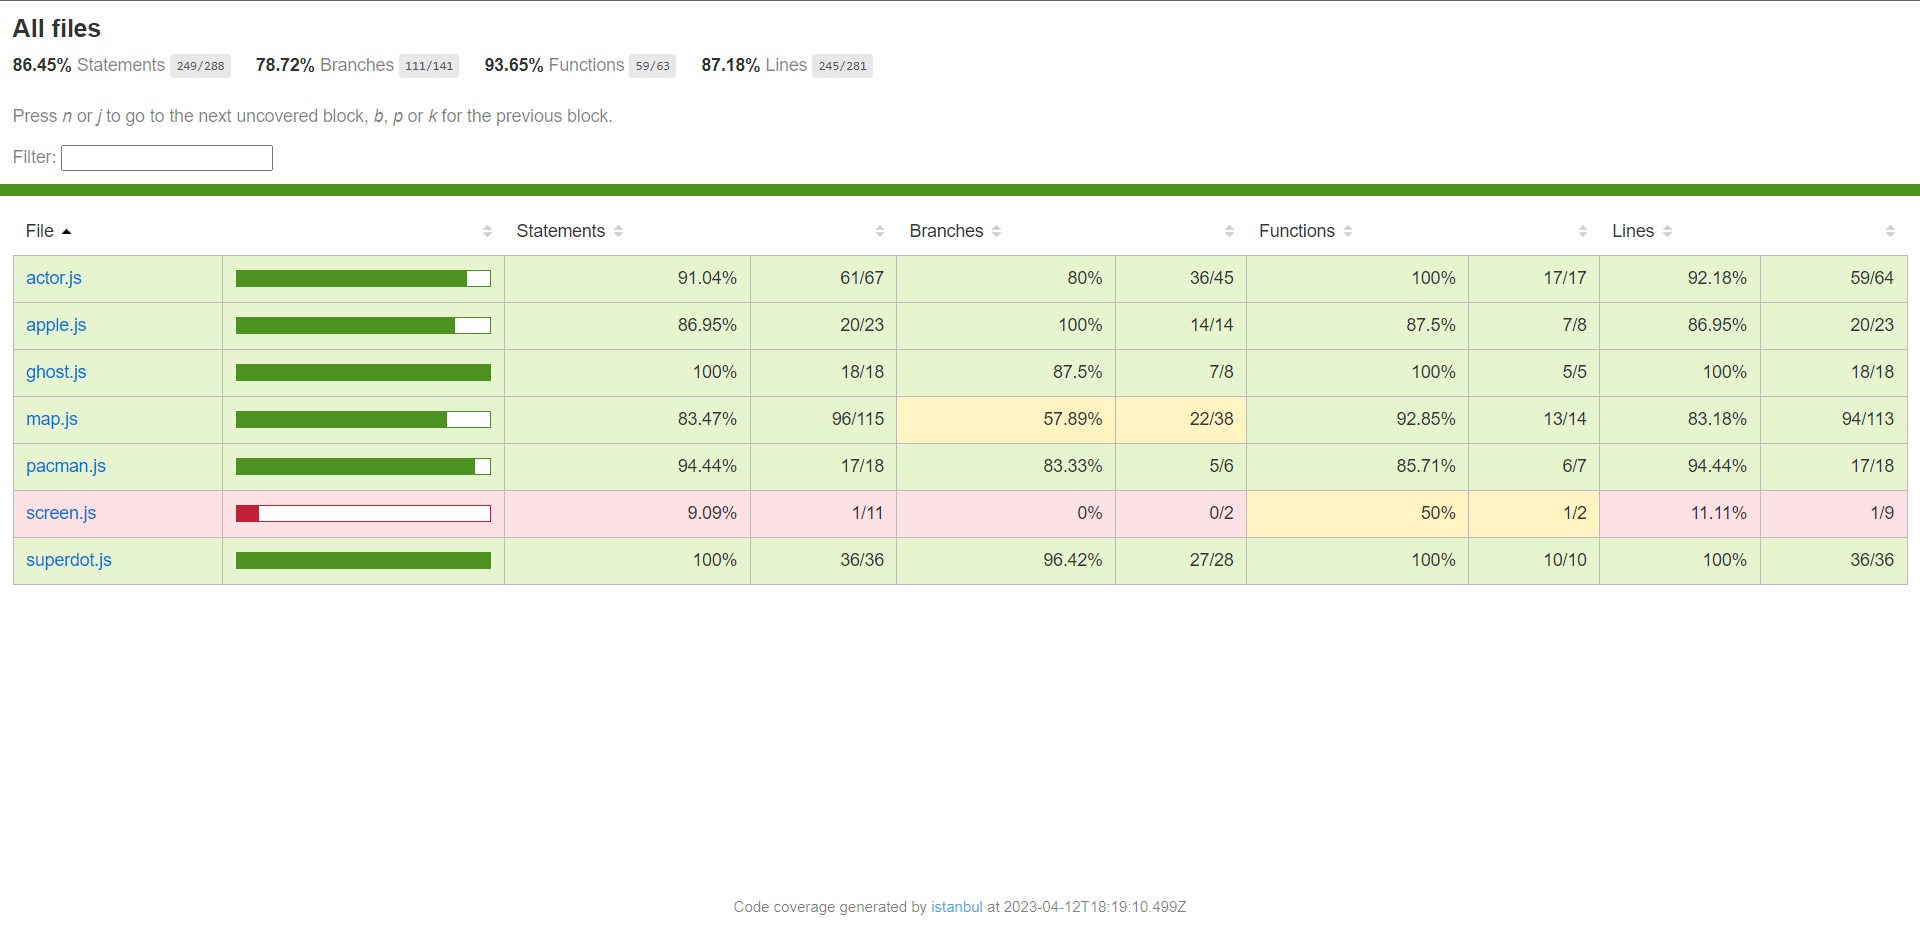 All files
86.45% Statements 249/288 78.72% Branches 111/141 93.65% Functions 59/63 87.18% Lines 245/281
Press n or j to go to the next uncovered block, b, p or k for the previous block.
Filter:
File Statements Branches Functions Lines
actor.js 91.04% 61/67 80% 36/45 100% 17/17 92.18% 59/64
apple.js 86.95% 20/23 100% 14/14 87.5% 7/8 86.95% 20/23
ghost.js 100% 18/18 87.5% 7/8 100% 5/5 100% 18/18
map.js 83.47% 96/115 57.89% 22/38 92.85% 13/14 83.18% 94/113
pacman.js 94.44% 17/18 83.33% 5/6 85.71% 6/7 94.44% 17/18
screen.js 9.09% 1/11 0% 0/2 50% 1/2 11.11% 1/9
superdot.js 100% 36/36 96.42% 27/28 100% 10/10 100% 36/36
Code coverage generated by istanbul at 2023-04-12T18:19:10.499Z